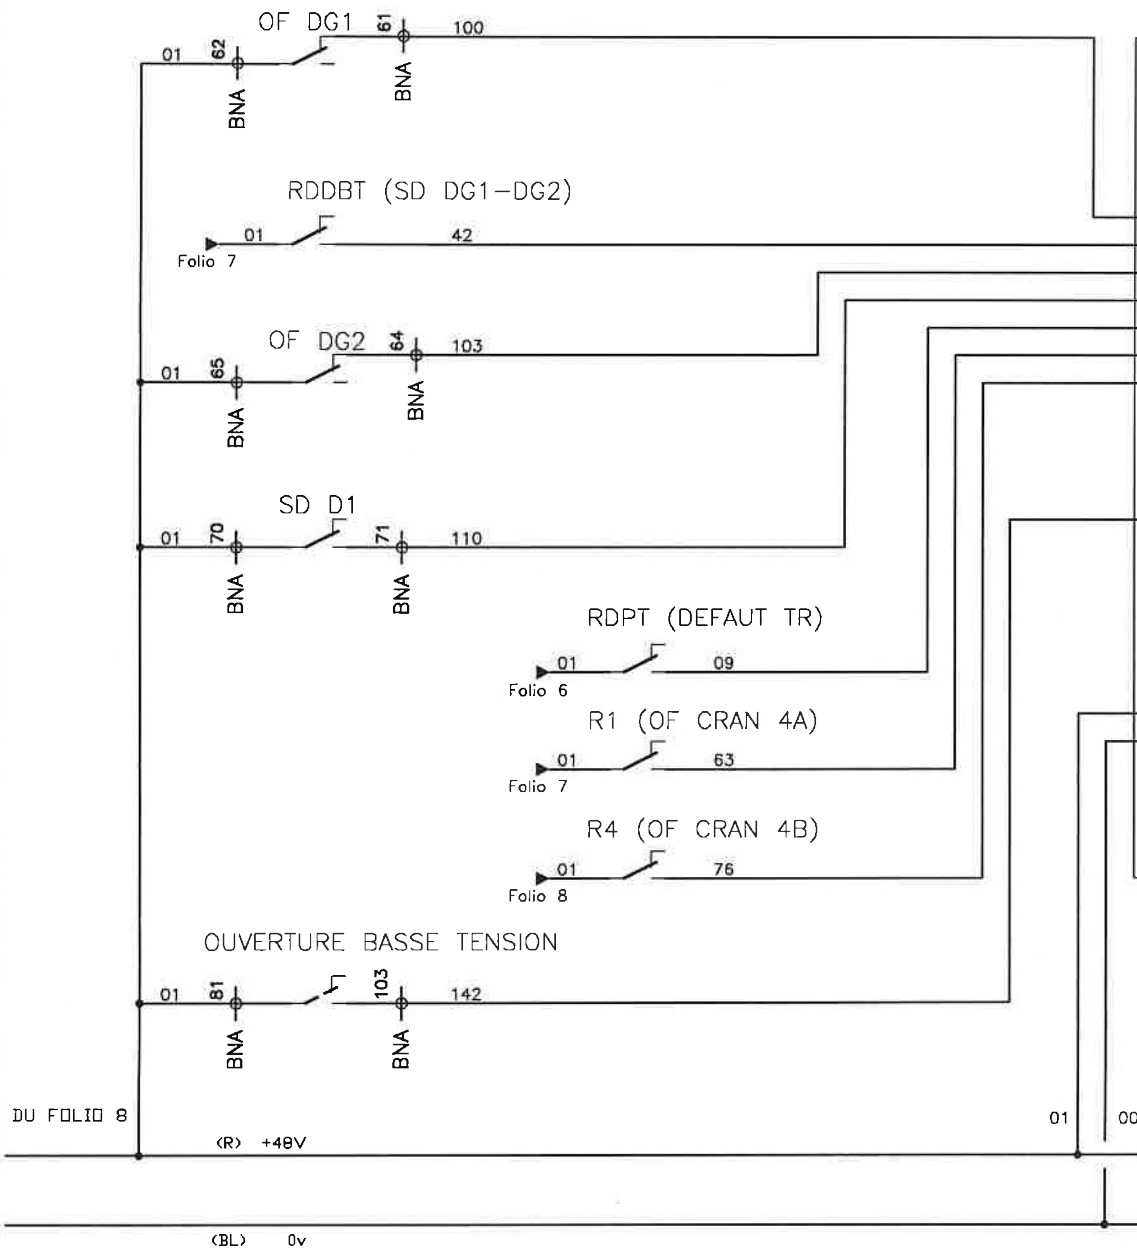 OF DG1
01
62
BNA
61
BNA
100
RDDBT (SD DG1-DG2)
01
Folio 7
42
OF DG2
01
65
BNA
64
BNA
103
SD D1
01
70
BNA
71
BNA
110
RDPT (DEFAUT TR)
01
Folio 6
09
R1 (OF CRAN 4A)
01
Folio 7
63
R4 (OF CRAN 4B)
01
Folio 8
76
OUVERTURE BASSE TENSION
01
81
BNA
103
BNA
142
DU FOLIO 8
01
00
(R) +48V
(BL) 0v